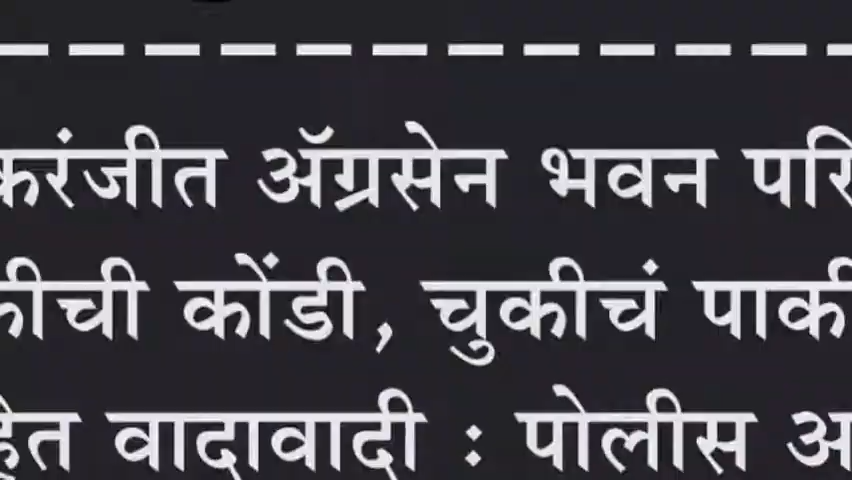 करंजीत ॲग्रसेन भवन परि
कीची कोंडी, चुकीचं पाकी
वादावादी : पोलीस अ